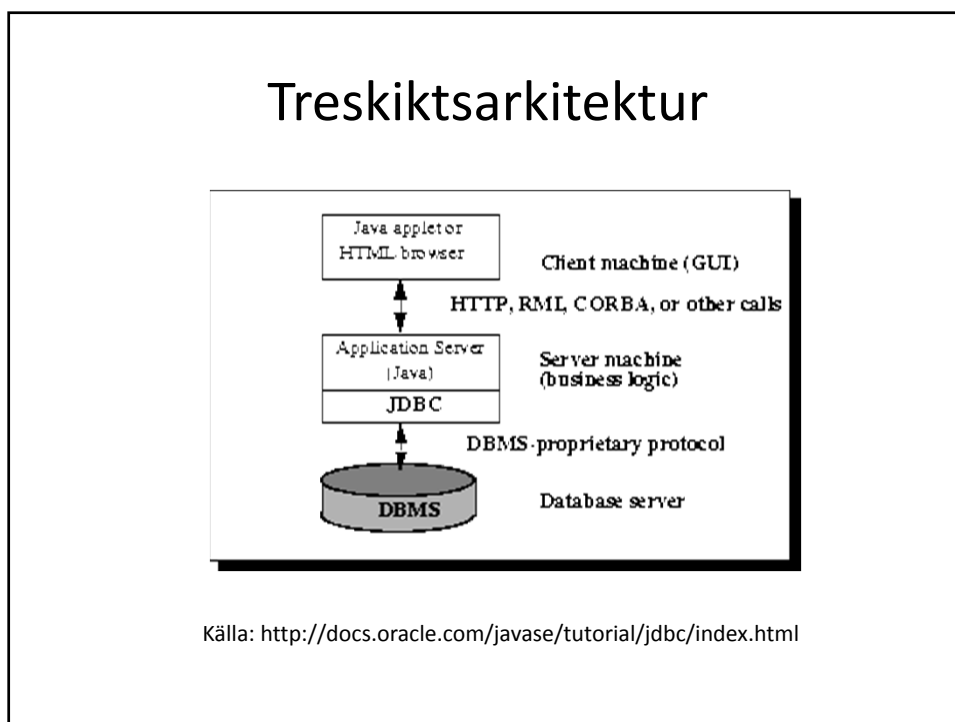 Treskiktsarkitektur
Java applet or
HTML browser
Client machine (GUI)
HTTP, RMI, CORBA, or other calls
Application Server
(Java)
Server machine
(business logic)
JDBC
DBMS-proprietary protocol
DBMS
Database server
Källa: http://docs.oracle.com/javase/tutorial/jdbc/index.html